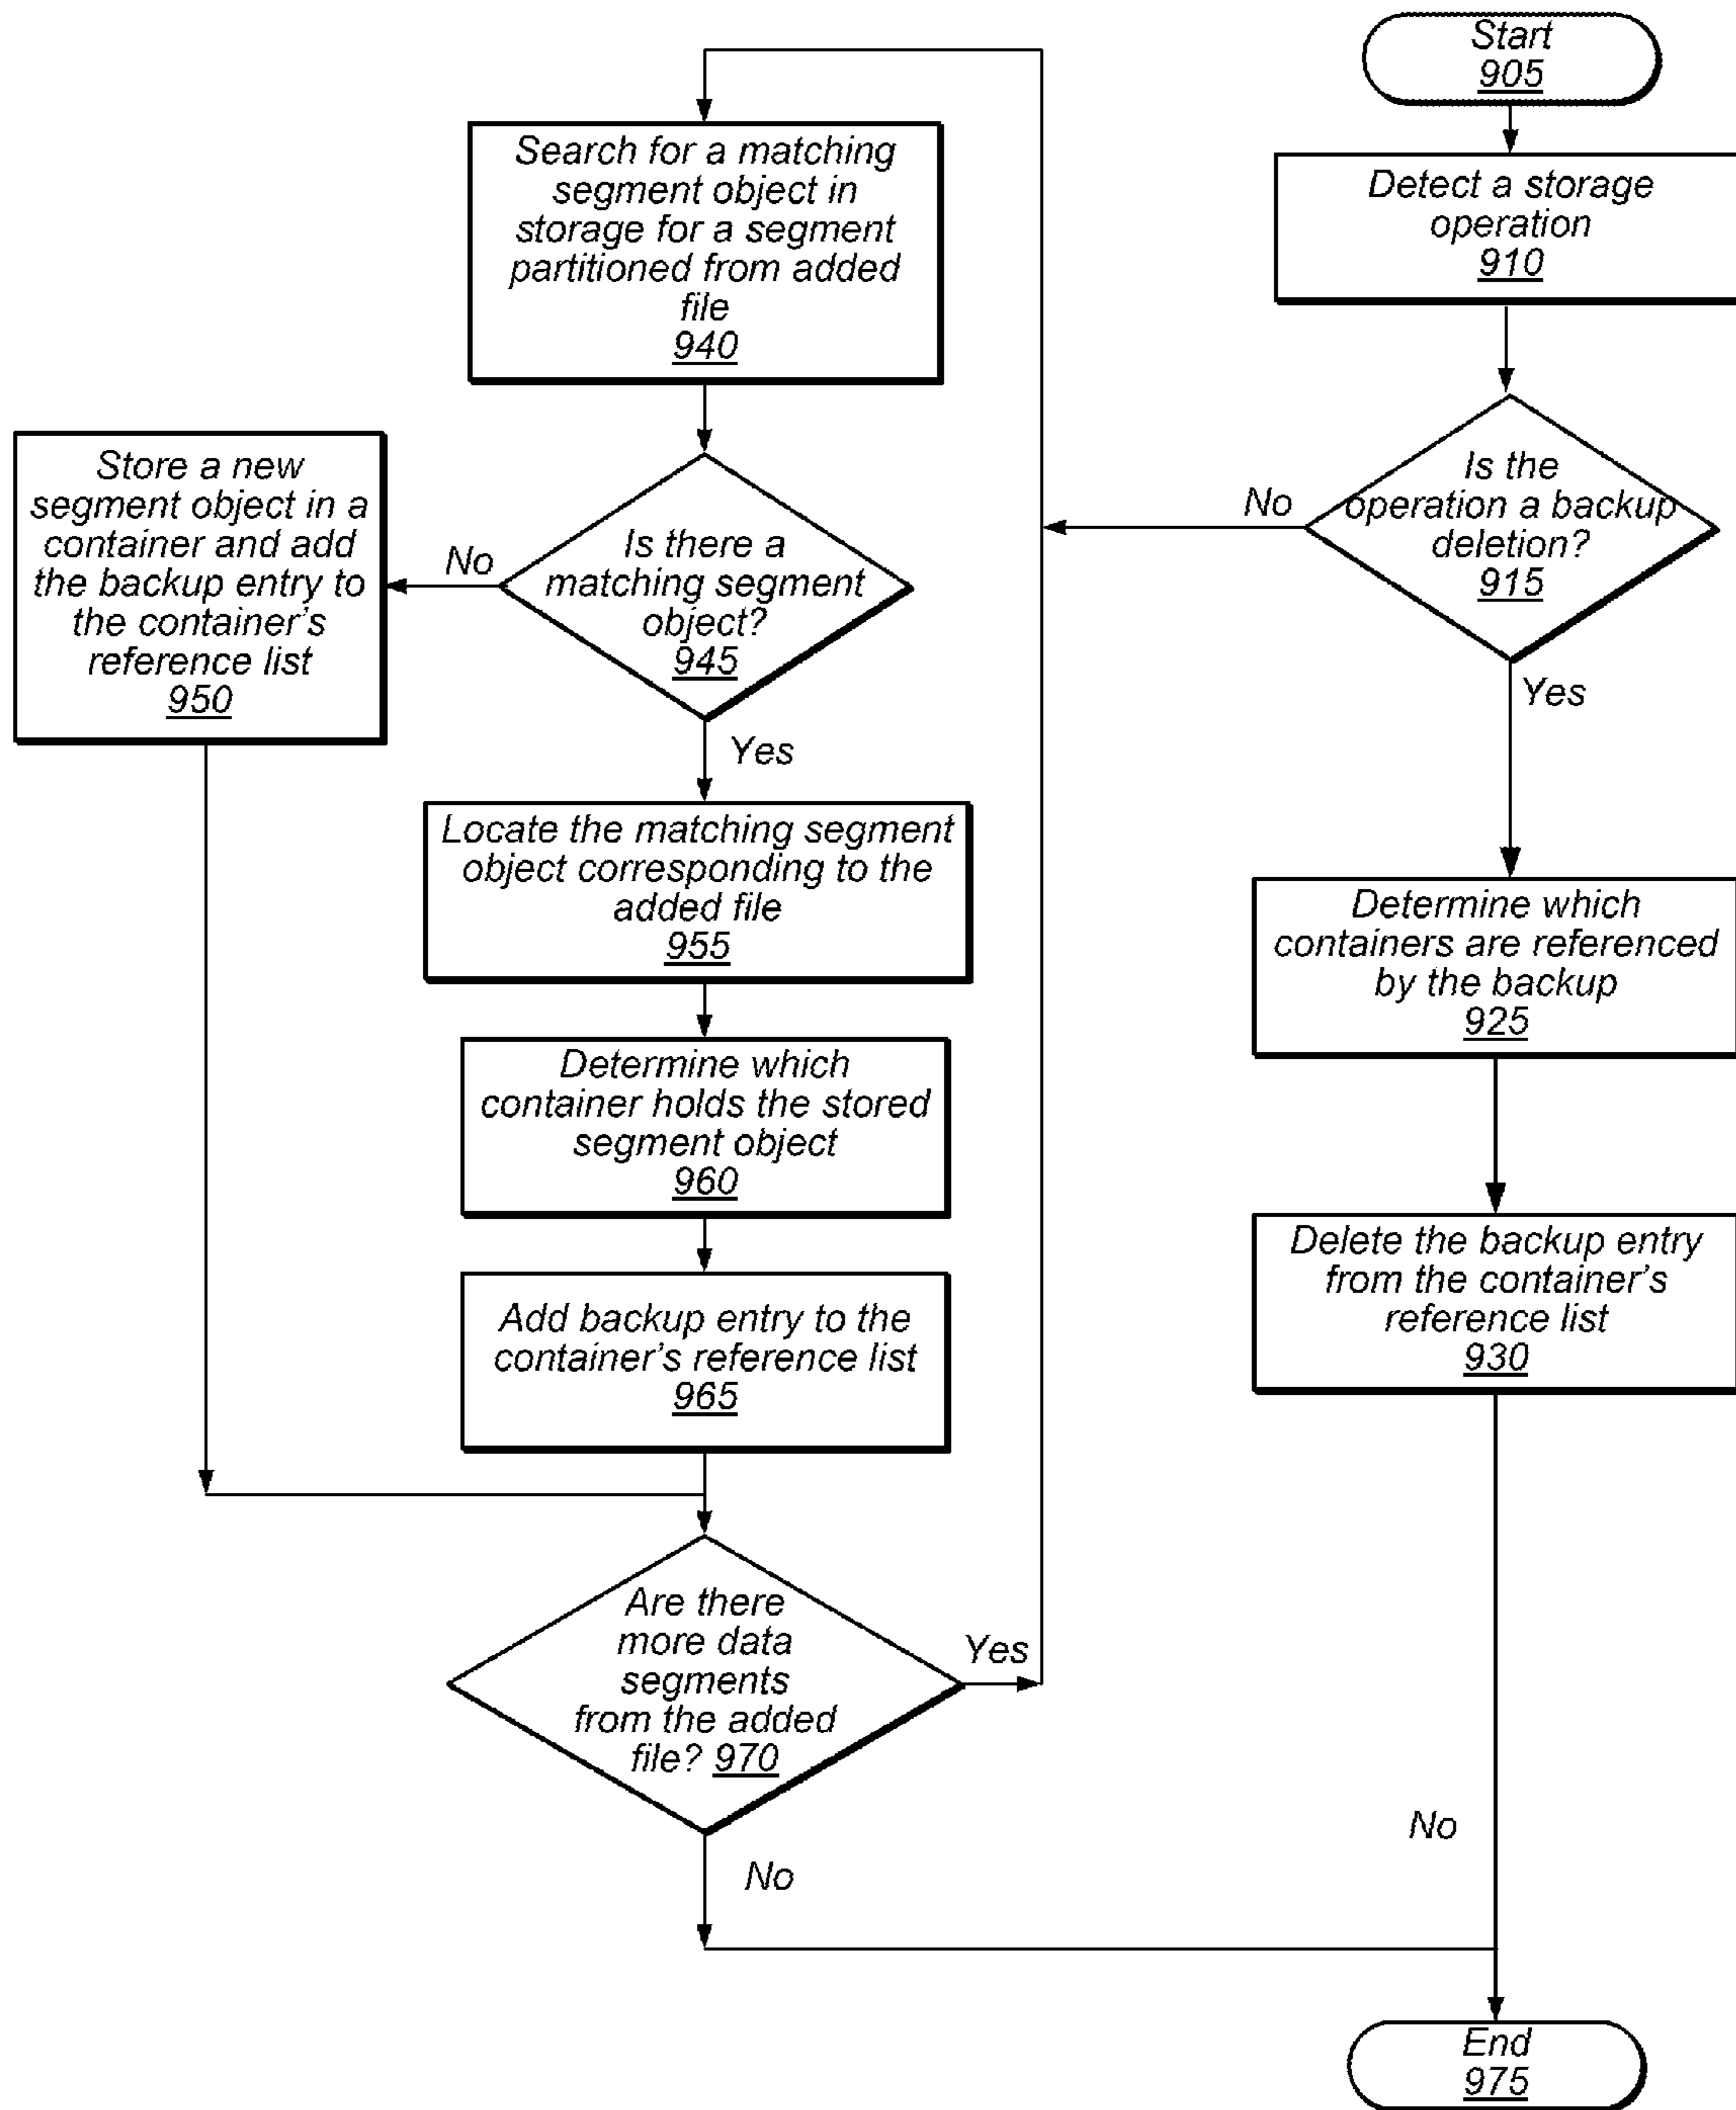 Start
905
Detect a storage
operation
910
Is the
operation a backup
deletion?
915
No
Yes
Determine which
containers are referenced
by the backup
925
Delete the backup entry
from the container's
reference list
930
No
Search for a matching
segment object in
storage for a segment
partitioned from added
file
940
Is there a
matching segment
object?
945
No
Yes
Store a new
segment object in a
container and add
the backup entry to
the container's
reference list
950
Locate the matching segment
object corresponding to the
added file
955
Determine which
container holds the stored
segment object
960
Add backup entry to the
container's reference list
965
Are there
more data
segments
from the added
file? 970
Yes
No
End
975